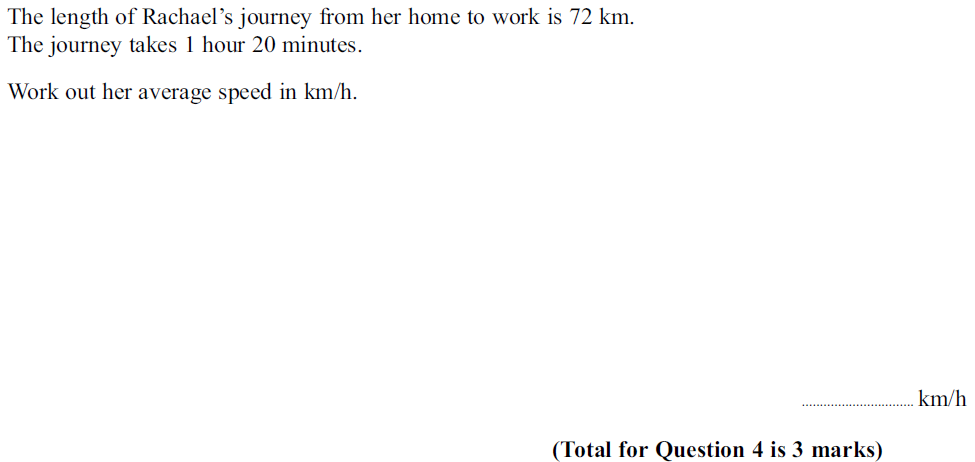 The length of Rachael’s journey from her home to work is 72 km.
The journey takes 1 hour 20 minutes.
Work out her average speed in km/h.
................................ km/h
(Total for Question 4 is 3 marks)